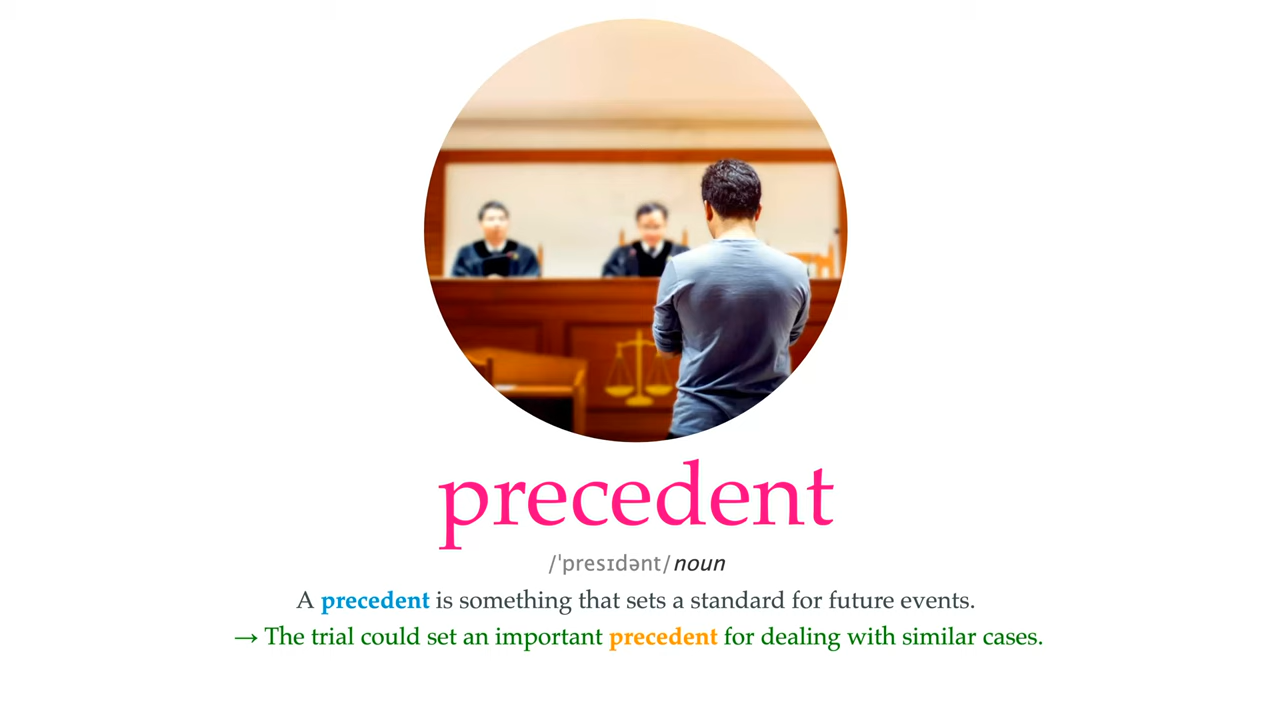 precedent
/ˈpresɪdənt/ noun
A precedent is something that sets a standard for future events.
→ The trial could set an important precedent for dealing with similar cases.